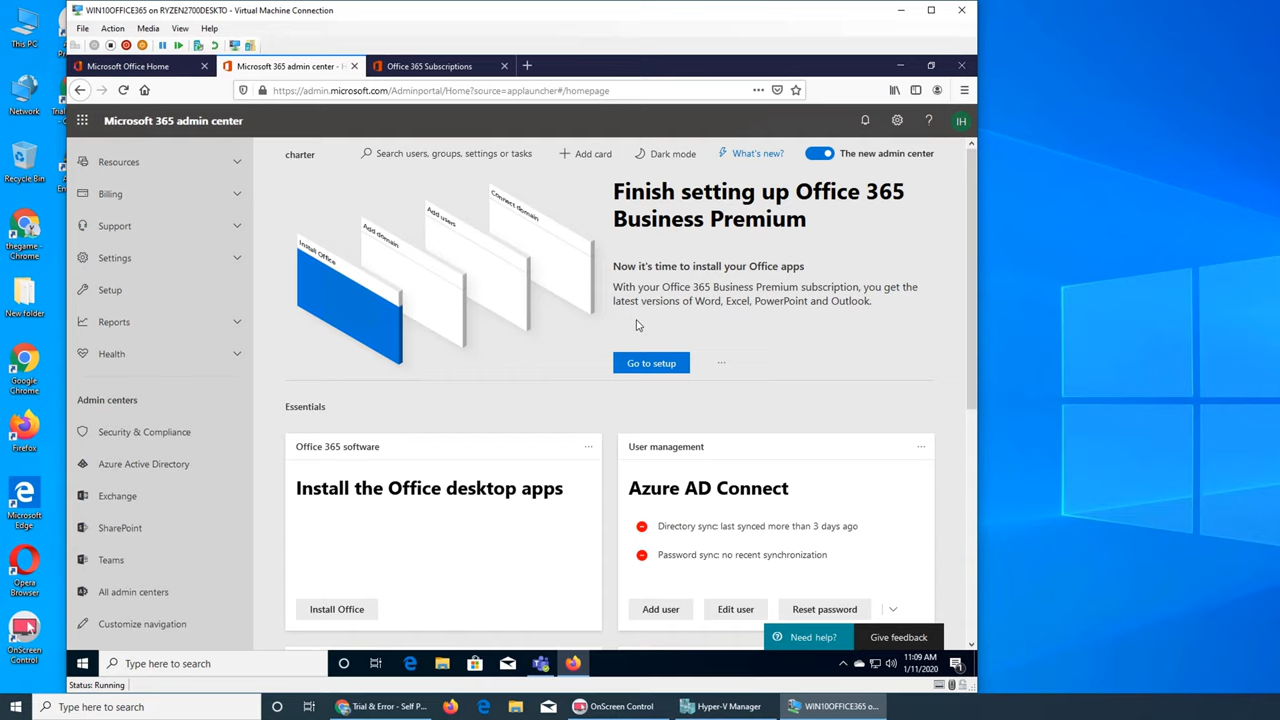 This PC
Network
Recycle Bin
thegame -
Chrome
New folder
Google
Chrome
Firefox
Microsoft
Edge
Opera
Browser
OnScreen
Control
WIN10OFFICE365 on RYZEN2700DESKTO - Virtual Machine Connection
File Action Media View Help
Microsoft Office Home
Microsoft 365 admin center - H
Office 365 Subscriptions
https://admin.microsoft.com/Adminportal/Home?source=applauncher#/homepage
Microsoft 365 admin center
IH
Resources
Billing
Support
Settings
Setup
Reports
Health
Admin centers
Security & Compliance
Azure Active Directory
Exchange
SharePoint
Teams
All admin centers
Customize navigation
charter
Search users, groups, settings or tasks
Add card
Dark mode
What's new?
The new admin center
Install Office
Add domain
Add users
Connect domain
Finish setting up Office 365
Business Premium
Now it's time to install your Office apps
With your Office 365 Business Premium subscription, you get the
latest versions of Word, Excel, PowerPoint and Outlook.
Go to setup
Essentials
Office 365 software
Install the Office desktop apps
Install Office
User management
Azure AD Connect
Directory sync: last synced more than 3 days ago
Password sync: no recent synchronization
Add user
Edit user
Reset password
Need help?
Give feedback
Type here to search
11:09 AM
1/11/2020
Status: Running
Type here to search
Trial & Error - Self P...
OnScreen Control
Hyper-V Manager
WIN10OFFICE365 o...